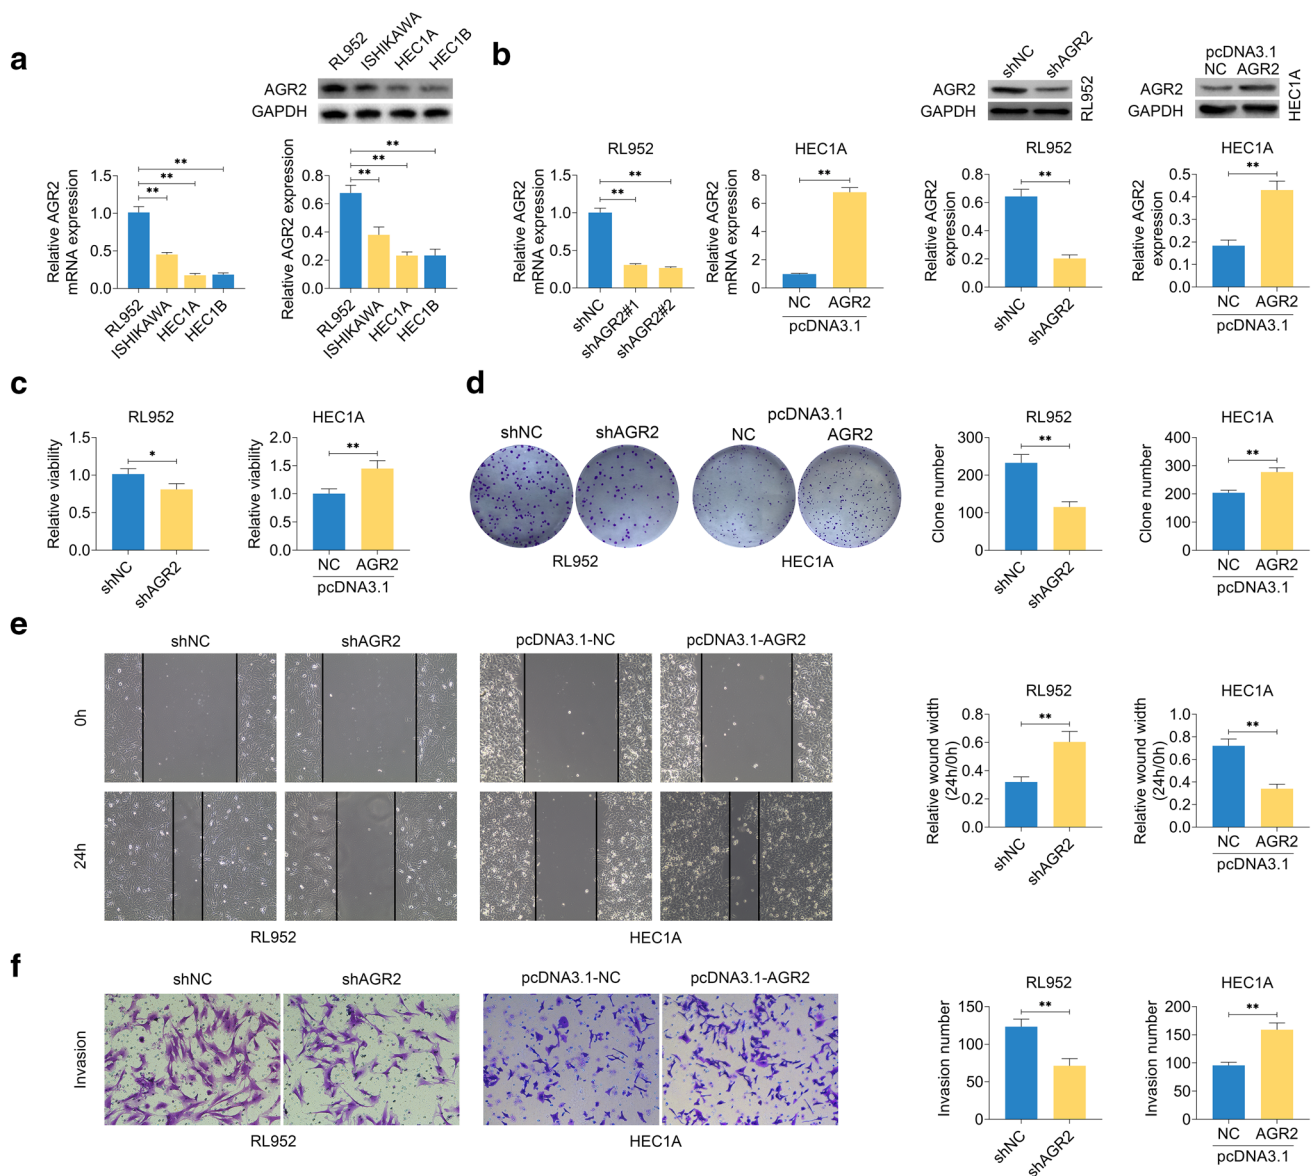 a
RL952
ISHIKAWA
HEC1A
HEC1B
AGR2
GAPDH
Relative AGR2
mRNA expression
1.5
1.0
0.5
0.0
**
**
**
RL952
ISHIKAWA
HEC1A
HEC1B
Relative AGR2 expression
0.8
0.6
0.4
0.2
0.0
**
**
**
RL952
ISHIKAWA
HEC1A
HEC1B
b
RL952
Relative AGR2
mRNA expression
1.5
1.0
0.5
0.0
**
**
shNC
shAGR2#1
shAGR2#2
HEC1A
Relative AGR2
mRNA expression
8
6
4
2
0
**
NC AGR2
pcDNA3.1
shNC
shAGR2
AGR2
GAPDH
RL952
RL952
Relative AGR2
expression
0.8
0.6
0.4
0.2
0.0
**
shNC
shAGR2
pcDNA3.1
NC AGR2
AGR2
GAPDH
HEC1A
HEC1A
Relative AGR2
expression
0.5
0.4
0.3
0.2
0.1
0.0
**
NC AGR2
pcDNA3.1
c
RL952
Relative viability
1.5
1.0
0.5
0.0
*
shNC
shAGR2
HEC1A
Relative viability
2.0
1.5
1.0
0.5
0.0
**
NC AGR2
pcDNA3.1
d
shNC shAGR2
RL952
pcDNA3.1
NC AGR2
HEC1A
RL952
Clone number
300
200
100
0
**
shNC
shAGR2
HEC1A
Clone number
400
300
200
100
0
**
NC AGR2
pcDNA3.1
e
shNC shAGR2 pcDNA3.1-NC pcDNA3.1-AGR2
0h
24h
RL952 HEC1A
RL952
Relative wound width
(24h/0h)
0.8
0.6
0.4
0.2
0.0
**
shNC
shAGR2
HEC1A
Relative wound width
(24h/0h)
1.0
0.8
0.6
0.4
0.2
0.0
**
NC AGR2
pcDNA3.1
f
shNC shAGR2 pcDNA3.1-NC pcDNA3.1-AGR2
Invasion
RL952 HEC1A
RL952
Invasion number
150
100
50
0
**
shNC
shAGR2
HEC1A
Invasion number
200
150
100
50
0
**
NC AGR2
pcDNA3.1